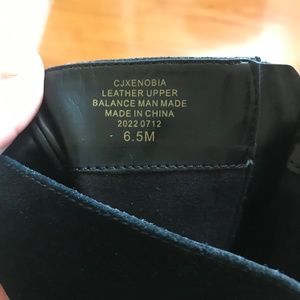 CJXENOBIA
LEATHER UPPER
BALANCE MAN MADE
MADE IN CHINA
2022 0712
6.5M